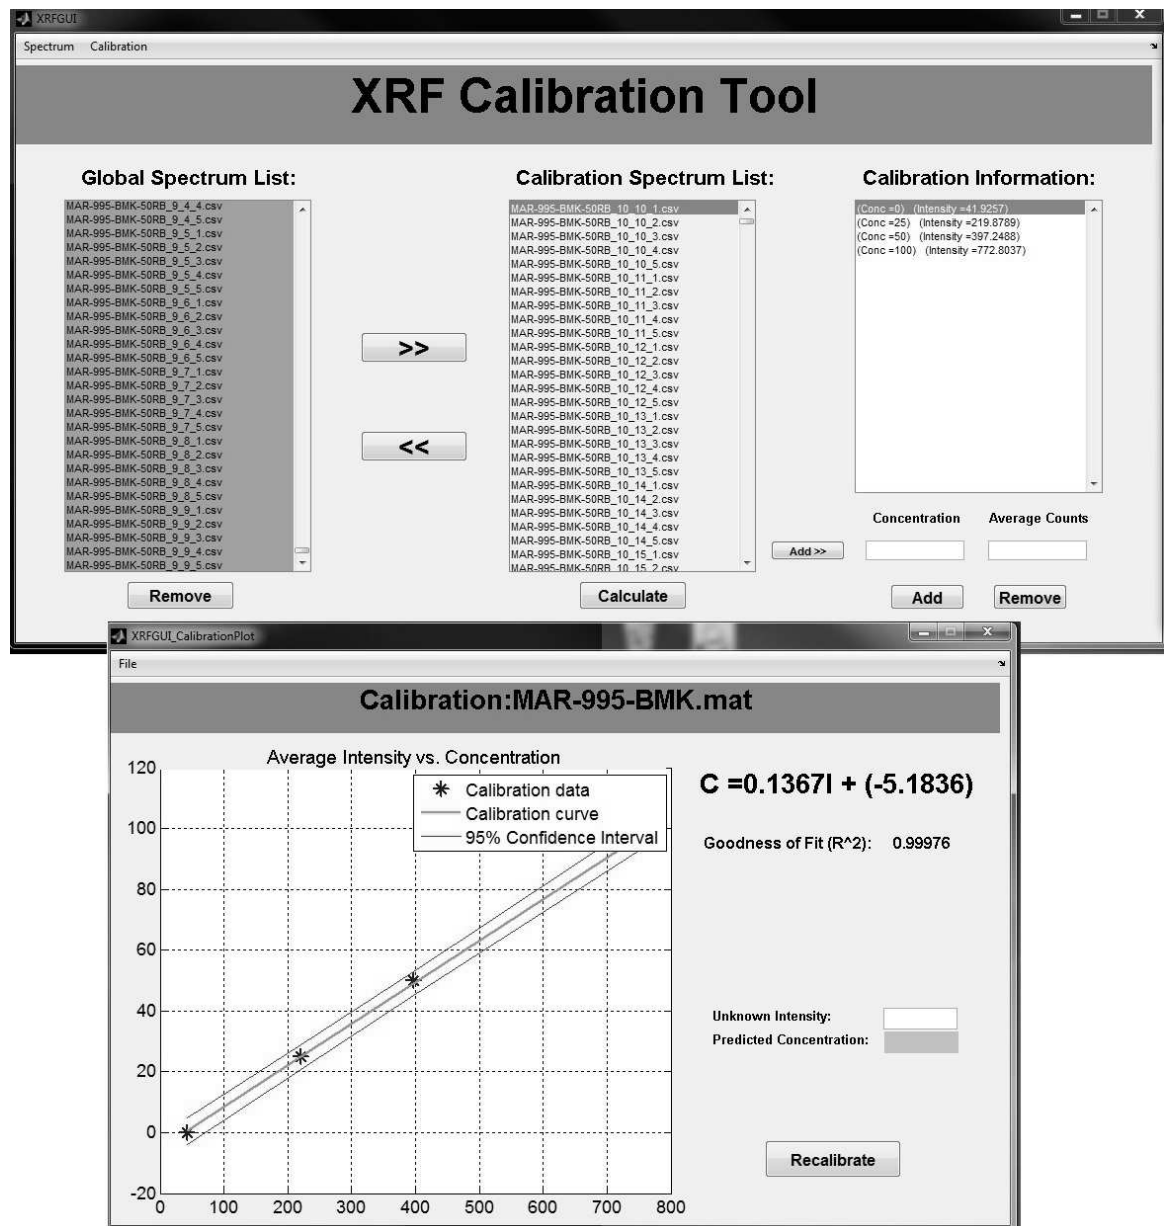 XRFGUI
Spectrum Calibration
XRF Calibration Tool
Global Spectrum List:
MAR-995-BMK-50RB_9_4_4.csv
MAR-995-BMK-50RB_9_4_5.csv
MAR-995-BMK-50RB_9_5_1.csv
MAR-995-BMK-50RB_9_5_2.csv
MAR-995-BMK-50RB_9_5_3.csv
MAR-995-BMK-50RB_9_5_4.csv
MAR-995-BMK-50RB_9_5_5.csv
MAR-995-BMK-50RB_9_6_1.csv
MAR-995-BMK-50RB_9_6_2.csv
MAR-995-BMK-50RB_9_6_3.csv
MAR-995-BMK-50RB_9_6_4.csv
MAR-995-BMK-50RB_9_6_5.csv
MAR-995-BMK-50RB_9_7_1.csv
MAR-995-BMK-50RB_9_7_2.csv
MAR-995-BMK-50RB_9_7_3.csv
MAR-995-BMK-50RB_9_7_4.csv
MAR-995-BMK-50RB_9_7_5.csv
MAR-995-BMK-50RB_9_8_1.csv
MAR-995-BMK-50RB_9_8_2.csv
MAR-995-BMK-50RB_9_8_3.csv
MAR-995-BMK-50RB_9_8_4.csv
MAR-995-BMK-50RB_9_8_5.csv
MAR-995-BMK-50RB_9_9_1.csv
MAR-995-BMK-50RB_9_9_2.csv
MAR-995-BMK-50RB_9_9_3.csv
MAR-995-BMK-50RB_9_9_4.csv
MAR-995-BMK-50RB_9_9_5.csv
Remove
>>
<<
Calibration Spectrum List:
MAR-995-BMK-50RB_10_10_1.csv
MAR-995-BMK-50RB_10_10_2.csv
MAR-995-BMK-50RB_10_10_3.csv
MAR-995-BMK-50RB_10_10_4.csv
MAR-995-BMK-50RB_10_10_5.csv
MAR-995-BMK-50RB_10_11_1.csv
MAR-995-BMK-50RB_10_11_2.csv
MAR-995-BMK-50RB_10_11_3.csv
MAR-995-BMK-50RB_10_11_4.csv
MAR-995-BMK-50RB_10_11_5.csv
MAR-995-BMK-50RB_10_12_1.csv
MAR-995-BMK-50RB_10_12_2.csv
MAR-995-BMK-50RB_10_12_3.csv
MAR-995-BMK-50RB_10_12_4.csv
MAR-995-BMK-50RB_10_12_5.csv
MAR-995-BMK-50RB_10_13_1.csv
MAR-995-BMK-50RB_10_13_2.csv
MAR-995-BMK-50RB_10_13_3.csv
MAR-995-BMK-50RB_10_13_4.csv
MAR-995-BMK-50RB_10_13_5.csv
MAR-995-BMK-50RB_10_14_1.csv
MAR-995-BMK-50RB_10_14_2.csv
MAR-995-BMK-50RB_10_14_3.csv
MAR-995-BMK-50RB_10_14_4.csv
MAR-995-BMK-50RB_10_14_5.csv
MAR-995-BMK-50RB_10_15_1.csv
MAR-995-BMK-50RB_10_15_2.csv
Calculate
Calibration Information:
(Conc =0) (Intensity =41.9257)
(Conc =25) (Intensity =219.8789)
(Conc =50) (Intensity =397.2488)
(Conc =100) (Intensity =772.8037)
Concentration Average Counts
Add >>
Add Remove
XRFGUI_CalibrationPlot
File
Calibration:MAR-995-BMK.mat
Average Intensity vs. Concentration
120
100
80
60
40
20
0
-20
0 100 200 300 400 500 600 700 800
Calibration data
Calibration curve
95% Confidence Interval
C =0.1367I + (-5.1836)
Goodness of Fit (R^2): 0.99976
Unknown Intensity:
Predicted Concentration:
Recalibrate